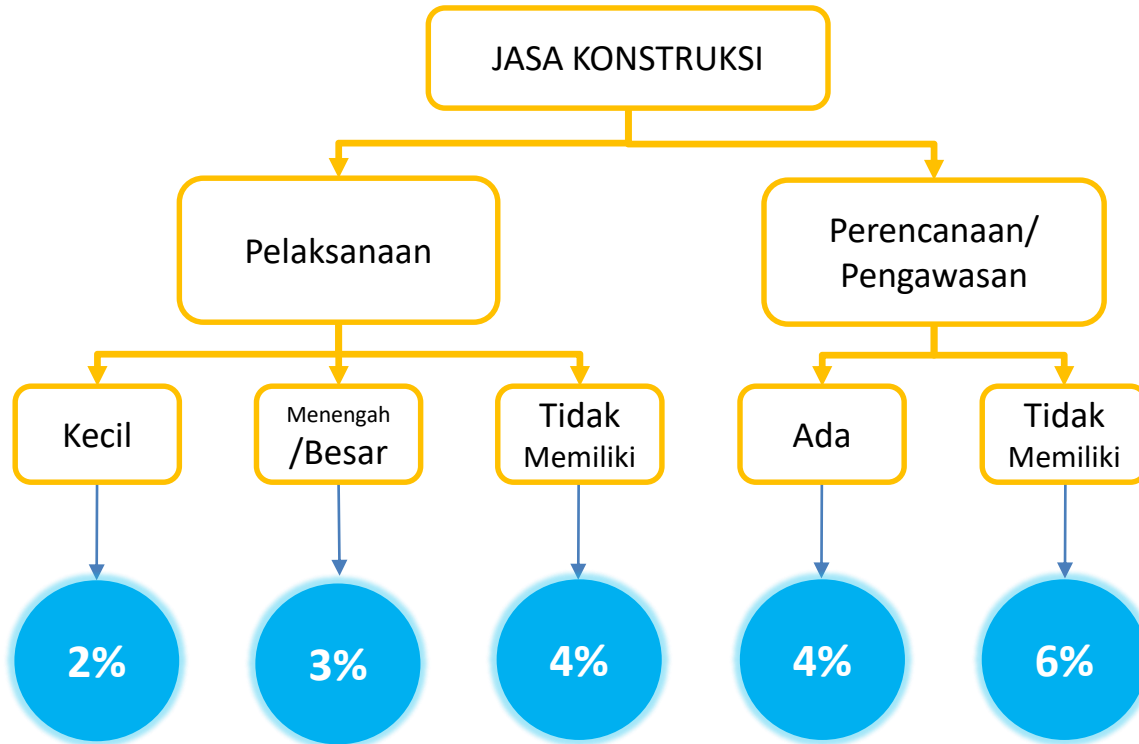 JASA KONSTRUKSI
Pelaksanaan
Perencanaan/
Pengawasan
Kecil
Menengah
/Besar
Tidak
Memiliki
Ada
Tidak
Memiliki
2%
3%
4%
4%
6%